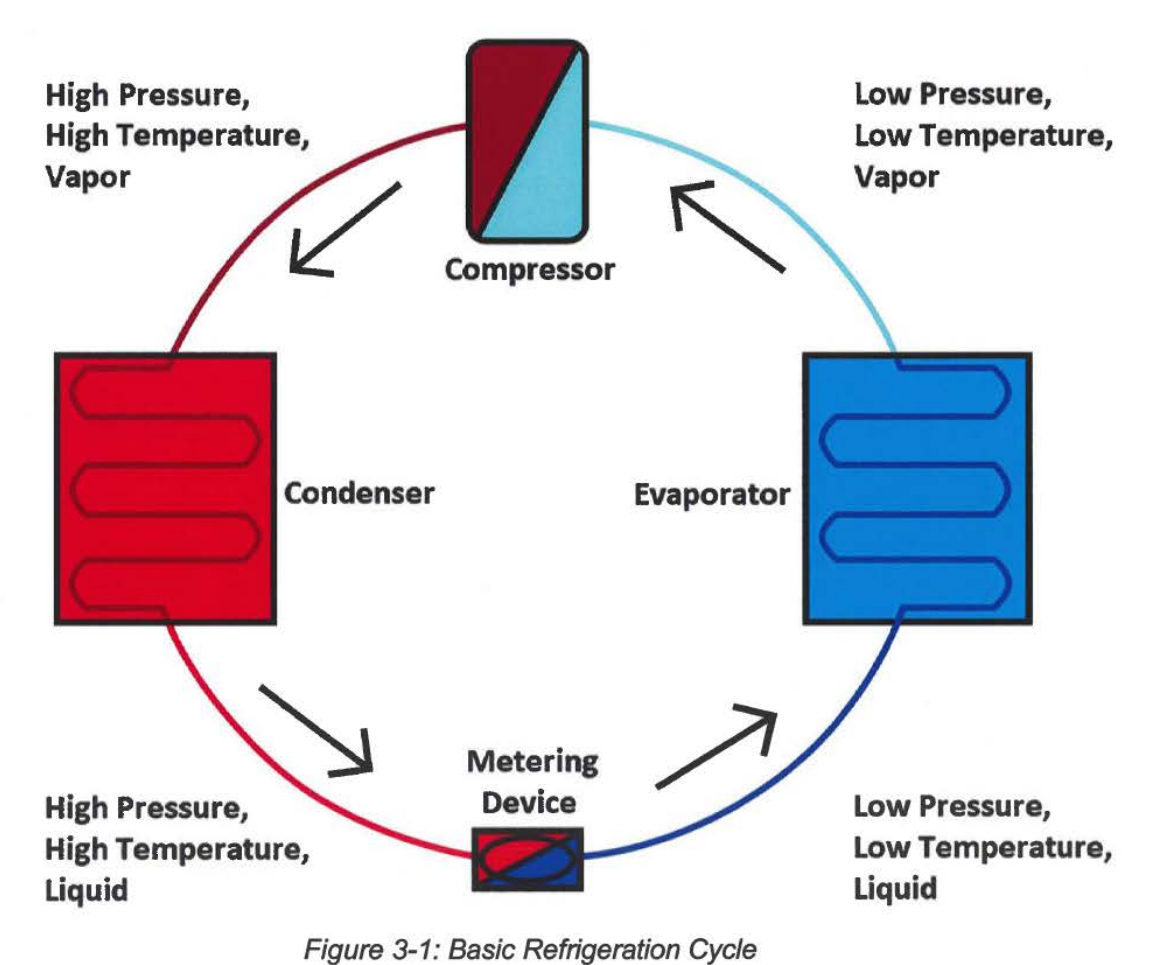 High Pressure,
High Temperature,
Vapor
Low Pressure,
Low Temperature,
Vapor
Compressor
Condenser
Evaporator
Metering
Device
High Pressure,
High Temperature,
Liquid
Low Pressure,
Low Temperature,
Liquid
Figure 3-1: Basic Refrigeration Cycle